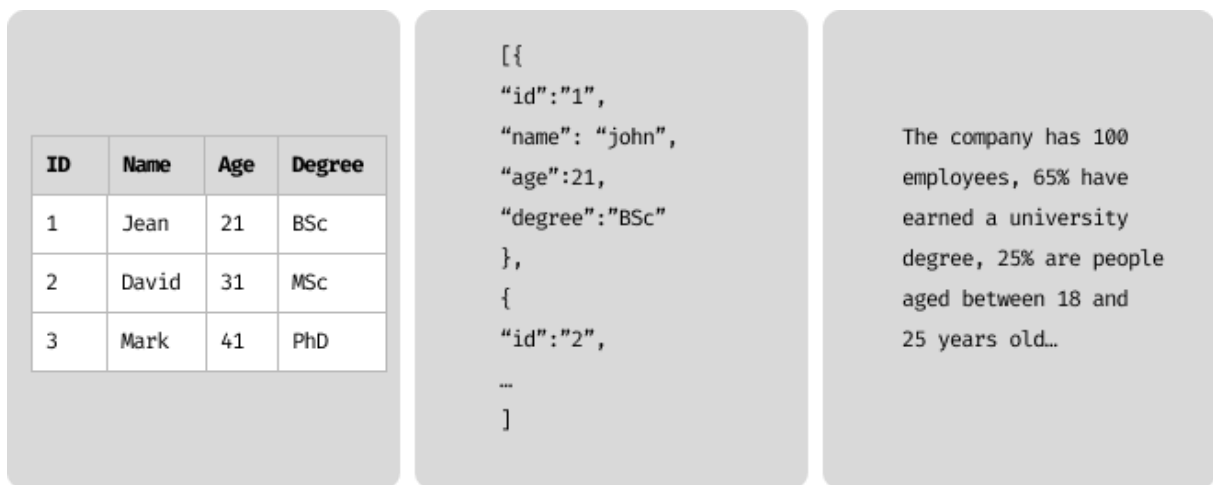 ID Name Age Degree
1 Jean 21 BSc
2 David 31 MSc
3 Mark 41 PhD
[{
“id”:”1”,
“name”: “john”,
“age”:21,
“degree”:”BSc”
},
{
“id”:”2”,
…
]
The company has 100
employees, 65% have
earned a university
degree, 25% are people
aged between 18 and
25 years old…